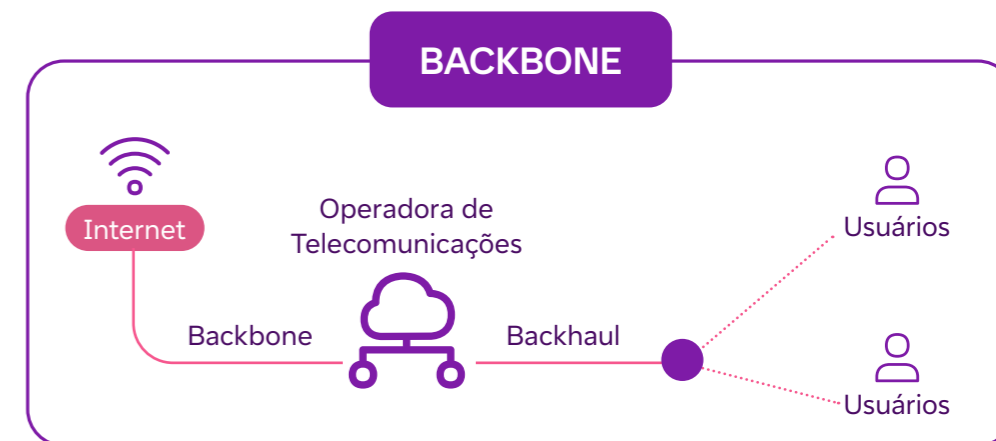 BACKBONE
Internet
Operadora de
Telecomunicações
Backbone
Backhaul
Usuários
Usuários